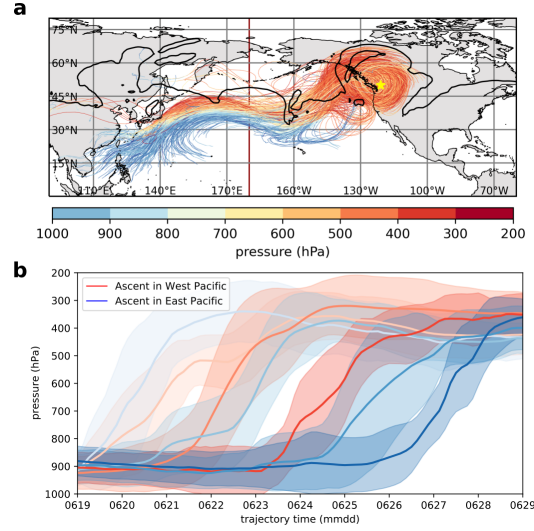 a
75°N
60°N
45°N
30°N
15°N
110°E 140°E 170°E 160°W 130°W 100°W 70°W
1000 900 800 700 600 500 400 300 200
pressure (hPa)
b
200
300
400
500
600
700
800
900
1000
pressure (hPa)
Ascent in West Pacific
Ascent in East Pacific
0619 0620 0621 0622 0623 0624 0625 0626 0627 0628 0629
trajectory time (mmdd)